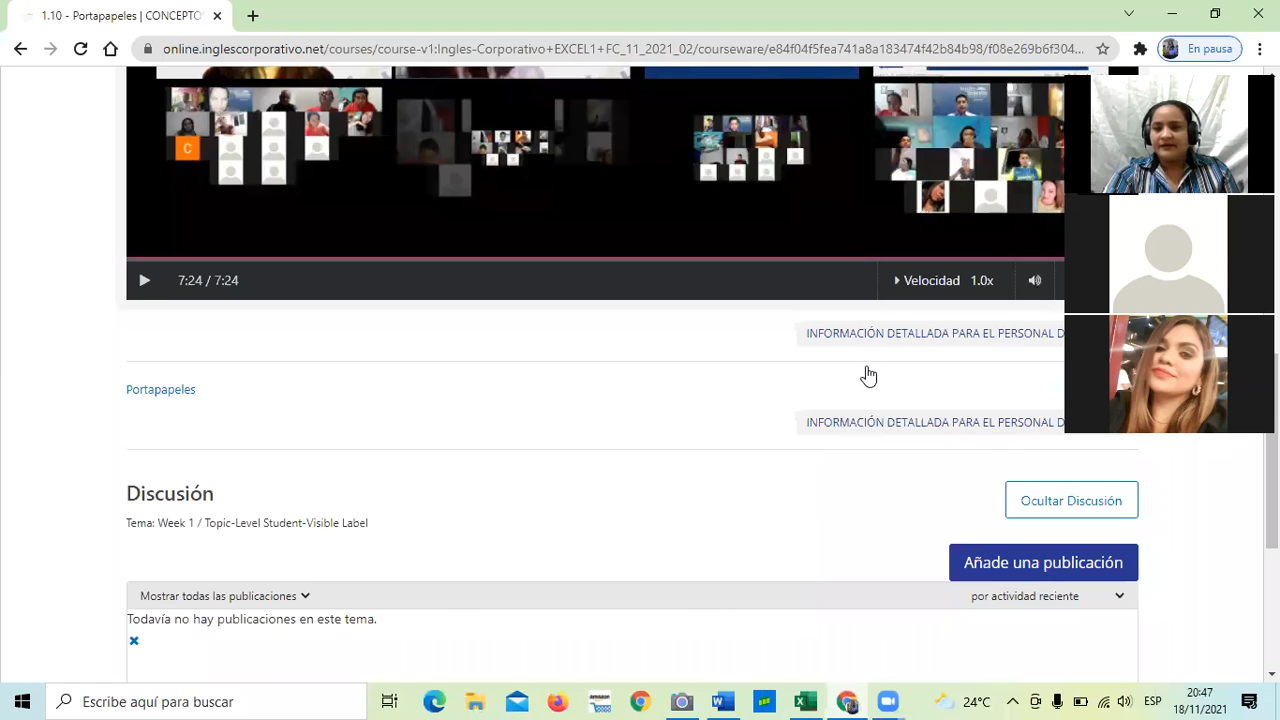 1.10 - Portapapeles | CONCEPTO
online.inglescorporativo.net/courses/course-v1:Ingles-Corporativo+EXCEL1+FC_11_2021_02/courseware/e84f00f5fea741a8a183474f42b84b98/f08e269b6f304...
En pausa
C
7:24 / 7:24
Velocidad 1.0x
INFORMACIÓN DETALLADA PARA EL PERSONAL D
Portapapeles
INFORMACIÓN DETALLADA PARA EL PERSONAL D
Discusión
Ocultar Discusión
Tema: Week 1 / Topic-Level Student-Visible Label
Añade una publicación
Mostrar todas las publicaciones
por actividad reciente
Todavía no hay publicaciones en este tema.
Escribe aquí para buscar
24°C
ESP
20:47
18/11/2021